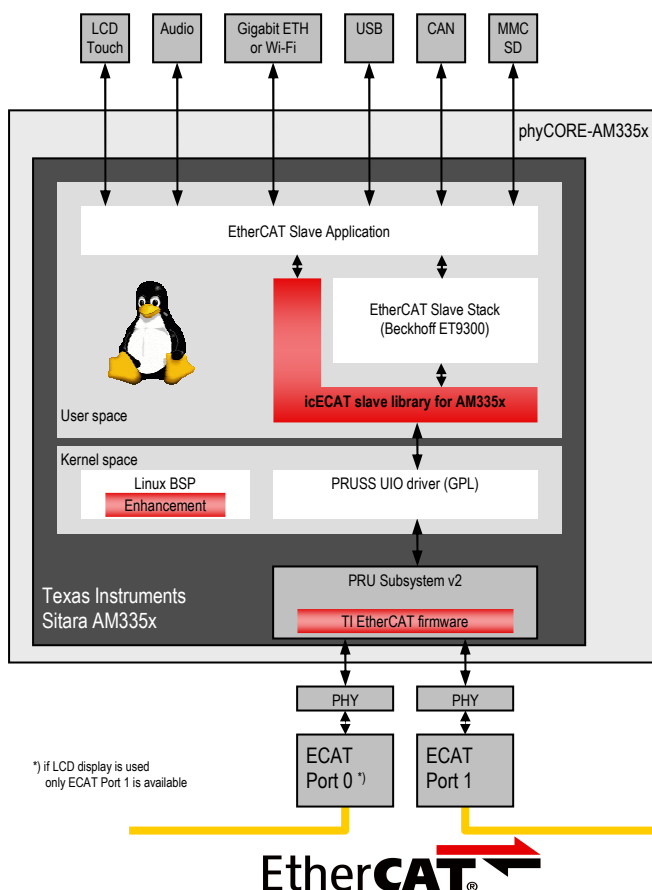 LCD
Touch
Audio
Gigabit ETH
or Wi-Fi
USB
CAN
MMC
SD
phyCORE-AM335x
EtherCAT Slave Application
EtherCAT Slave Stack
(Beckhoff ET9300)
icECAT slave library for AM335x
User space
Kernel space
Linux BSP
Enhancement
PRUSS UIO driver (GPL)
Texas Instruments
Sitara AM335x
PRU Subsystem v2
TI EtherCAT firmware
PHY
PHY
ECAT
Port 0 *)
ECAT
Port 1
*) if LCD display is used
only ECAT Port 1 is available
EtherCAT®